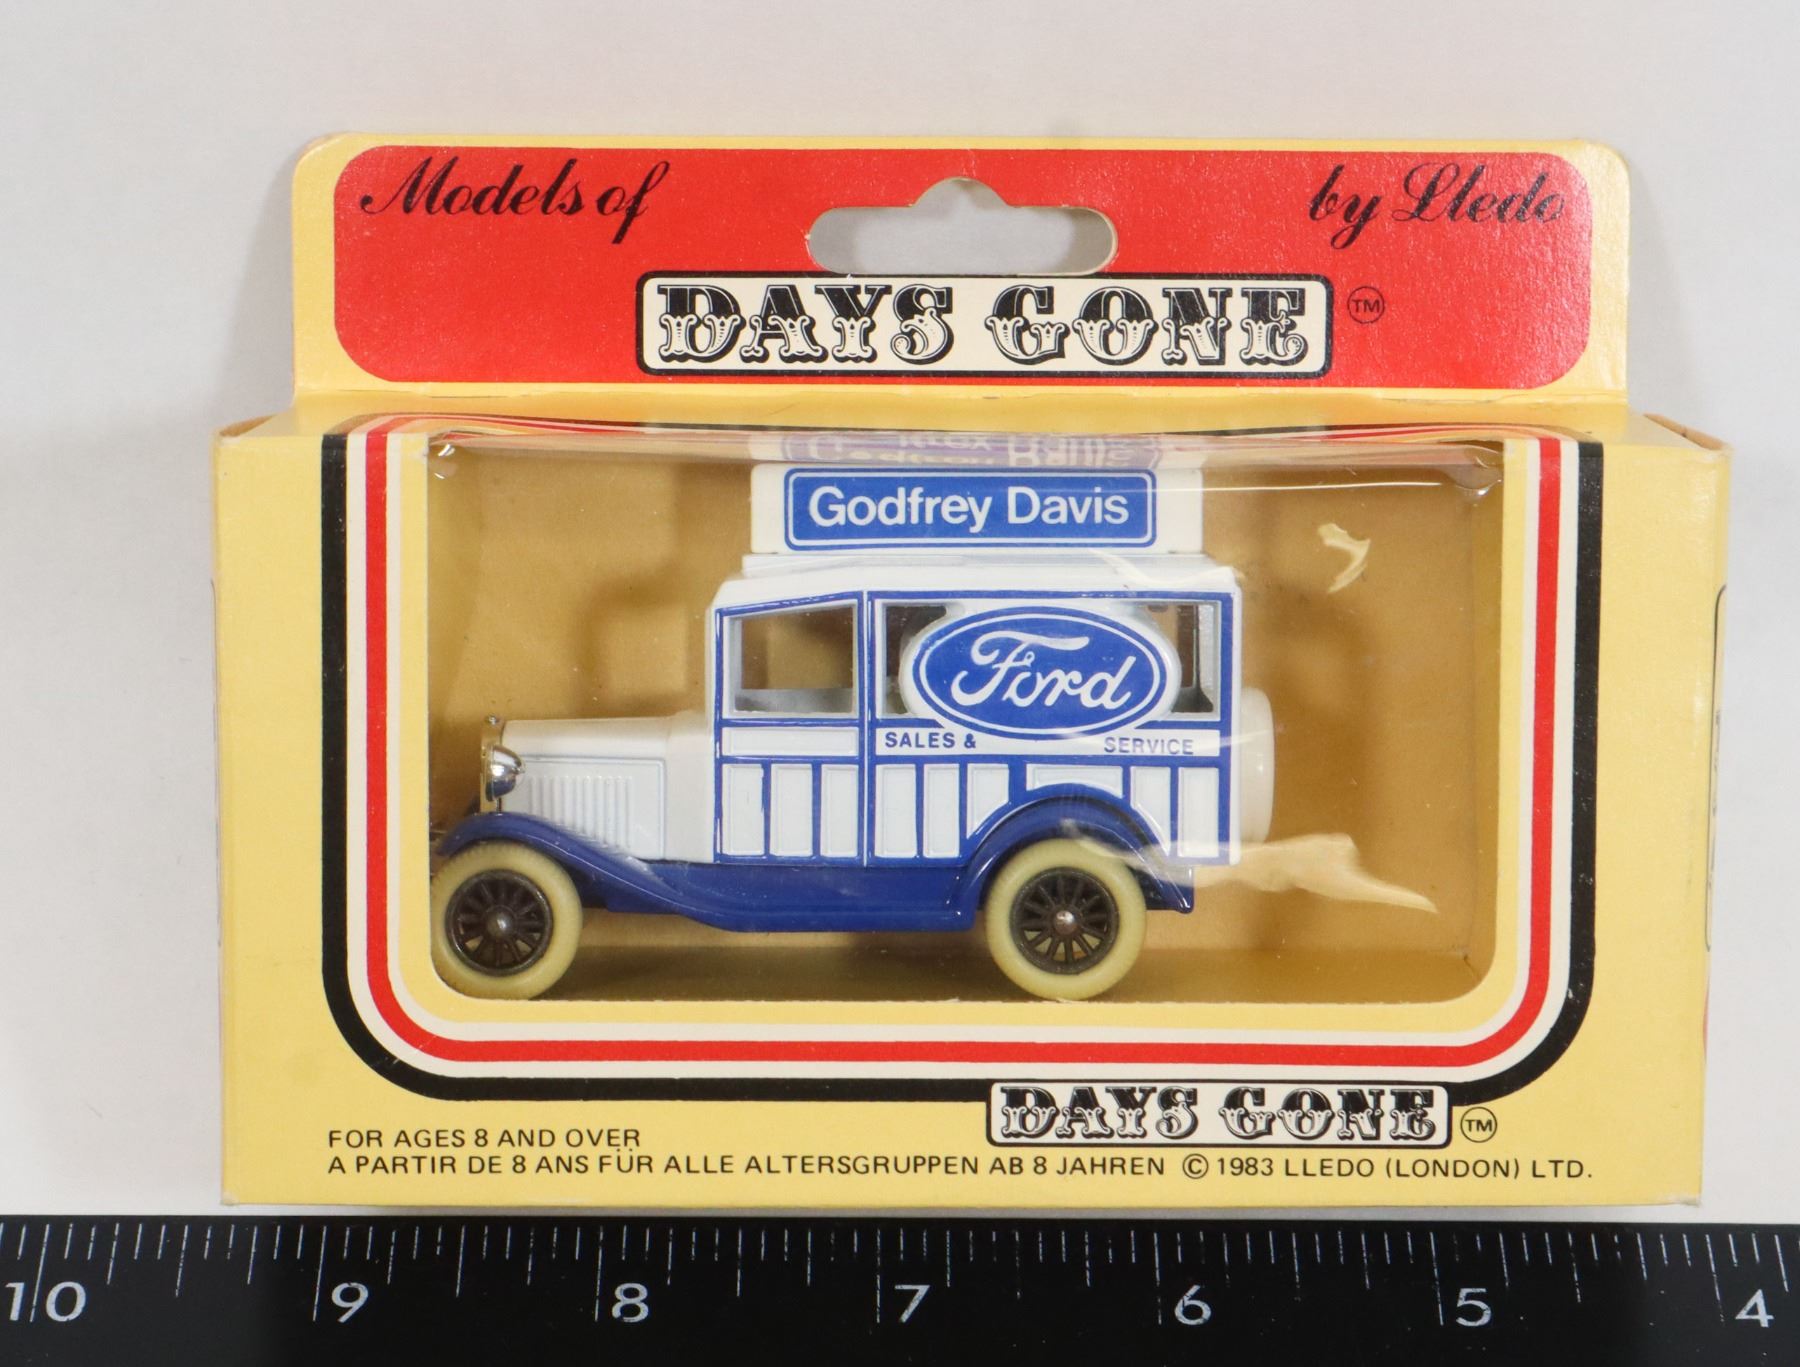 Models of
by Lledo
DAYS GONE
TM
Godfrey Davis
Ford
SALES & SERVICE
DAYS GONE
TM
FOR AGES 8 AND OVER
A PARTIR DE 8 ANS FÜR ALLE ALTERSGRUPPEN AB 8 JAHREN © 1983 LLEDO (LONDON) LTD.
10 9 8 7 6 5 4